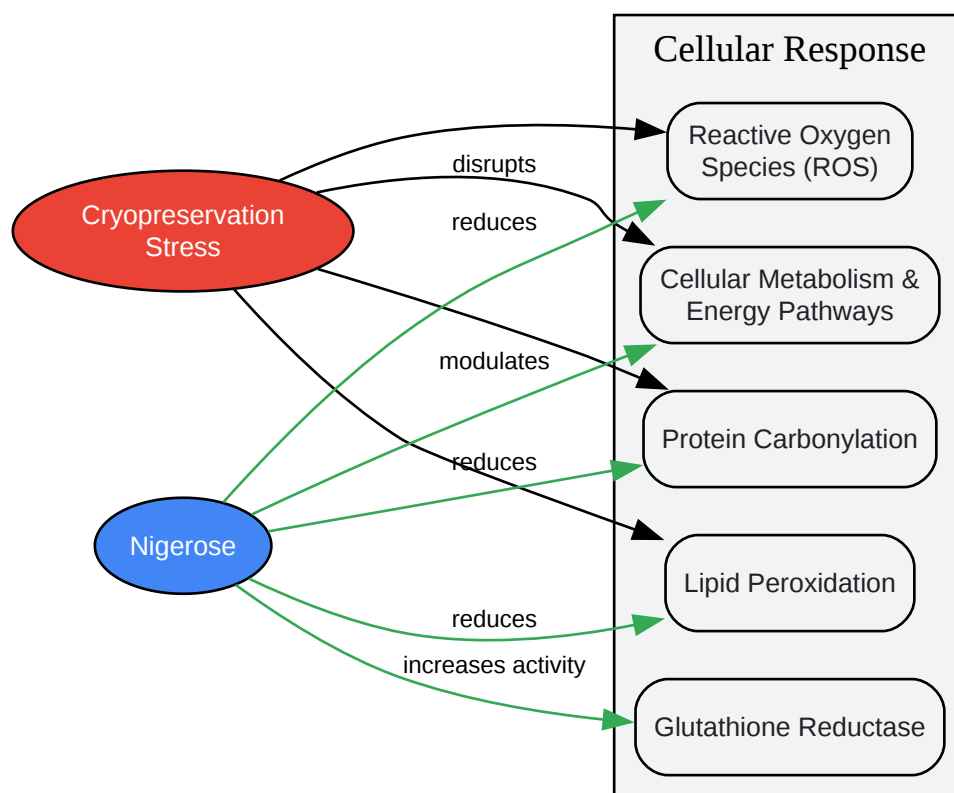 Cellular Response
Reactive Oxygen
Species (ROS)
disrupts
Cryopreservation
Stress
reduces
Cellular Metabolism &
Energy Pathways
modulates
Protein Carbonylation
reduces
Nigerose
Lipid Peroxidation
reduces
increases activity
Glutathione Reductase